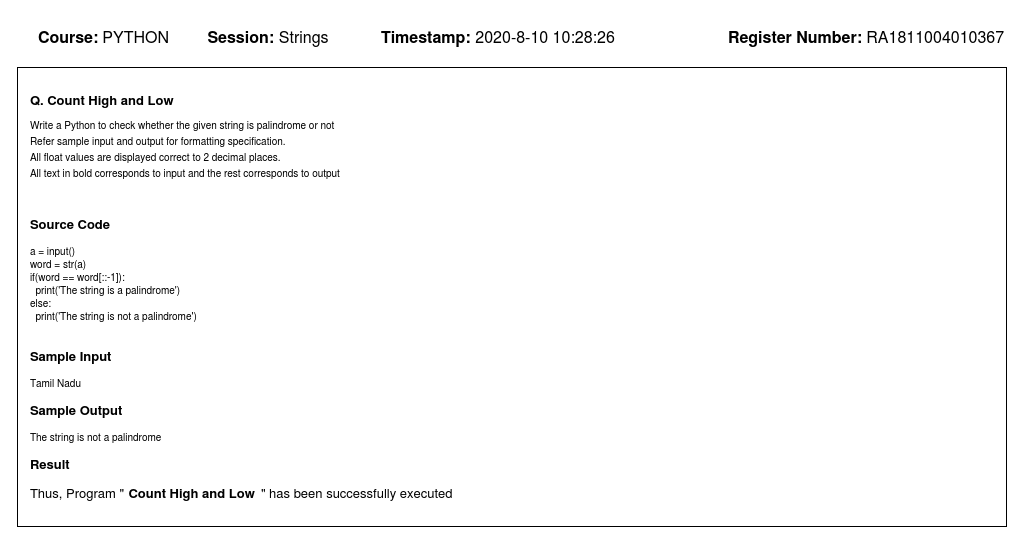 Course: PYTHON Session: Strings Timestamp: 2020-8-10 10:28:26 Register Number: RA1811004010367
Q. Count High and Low
Write a Python to check whether the given string is palindrome or not
Refer sample input and output for formatting specification.
All float values are displayed correct to 2 decimal places.
All text in bold corresponds to input and the rest corresponds to output
Source Code
a = input()
word = str(a)
if(word == word[::-1]):
  print('The string is a palindrome')
else:
  print('The string is not a palindrome')
Sample Input
Tamil Nadu
Sample Output
The string is not a palindrome
Result
Thus, Program " Count High and Low " has been successfully executed